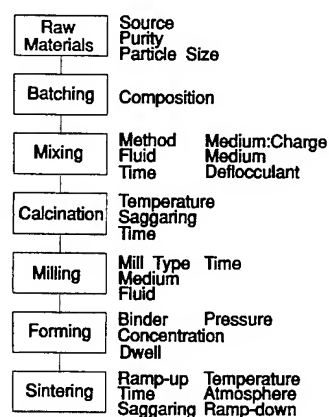 Raw Materials
Source
Purity
Particle Size
Batching
Composition
Mixing
Method Medium:Charge
Fluid Medium
Time Deflocculant
Calcination
Temperature
Saggaring
Time
Milling
Mill Type Time
Medium
Fluid
Forming
Binder Pressure
Concentration
Dwell
Sintering
Ramp-up Temperature
Time Atmosphere
Saggaring Ramp-down